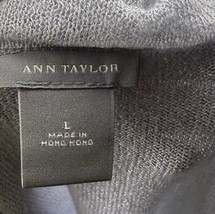 ANN TAYLOR
L
MADE IN
HONG KONG